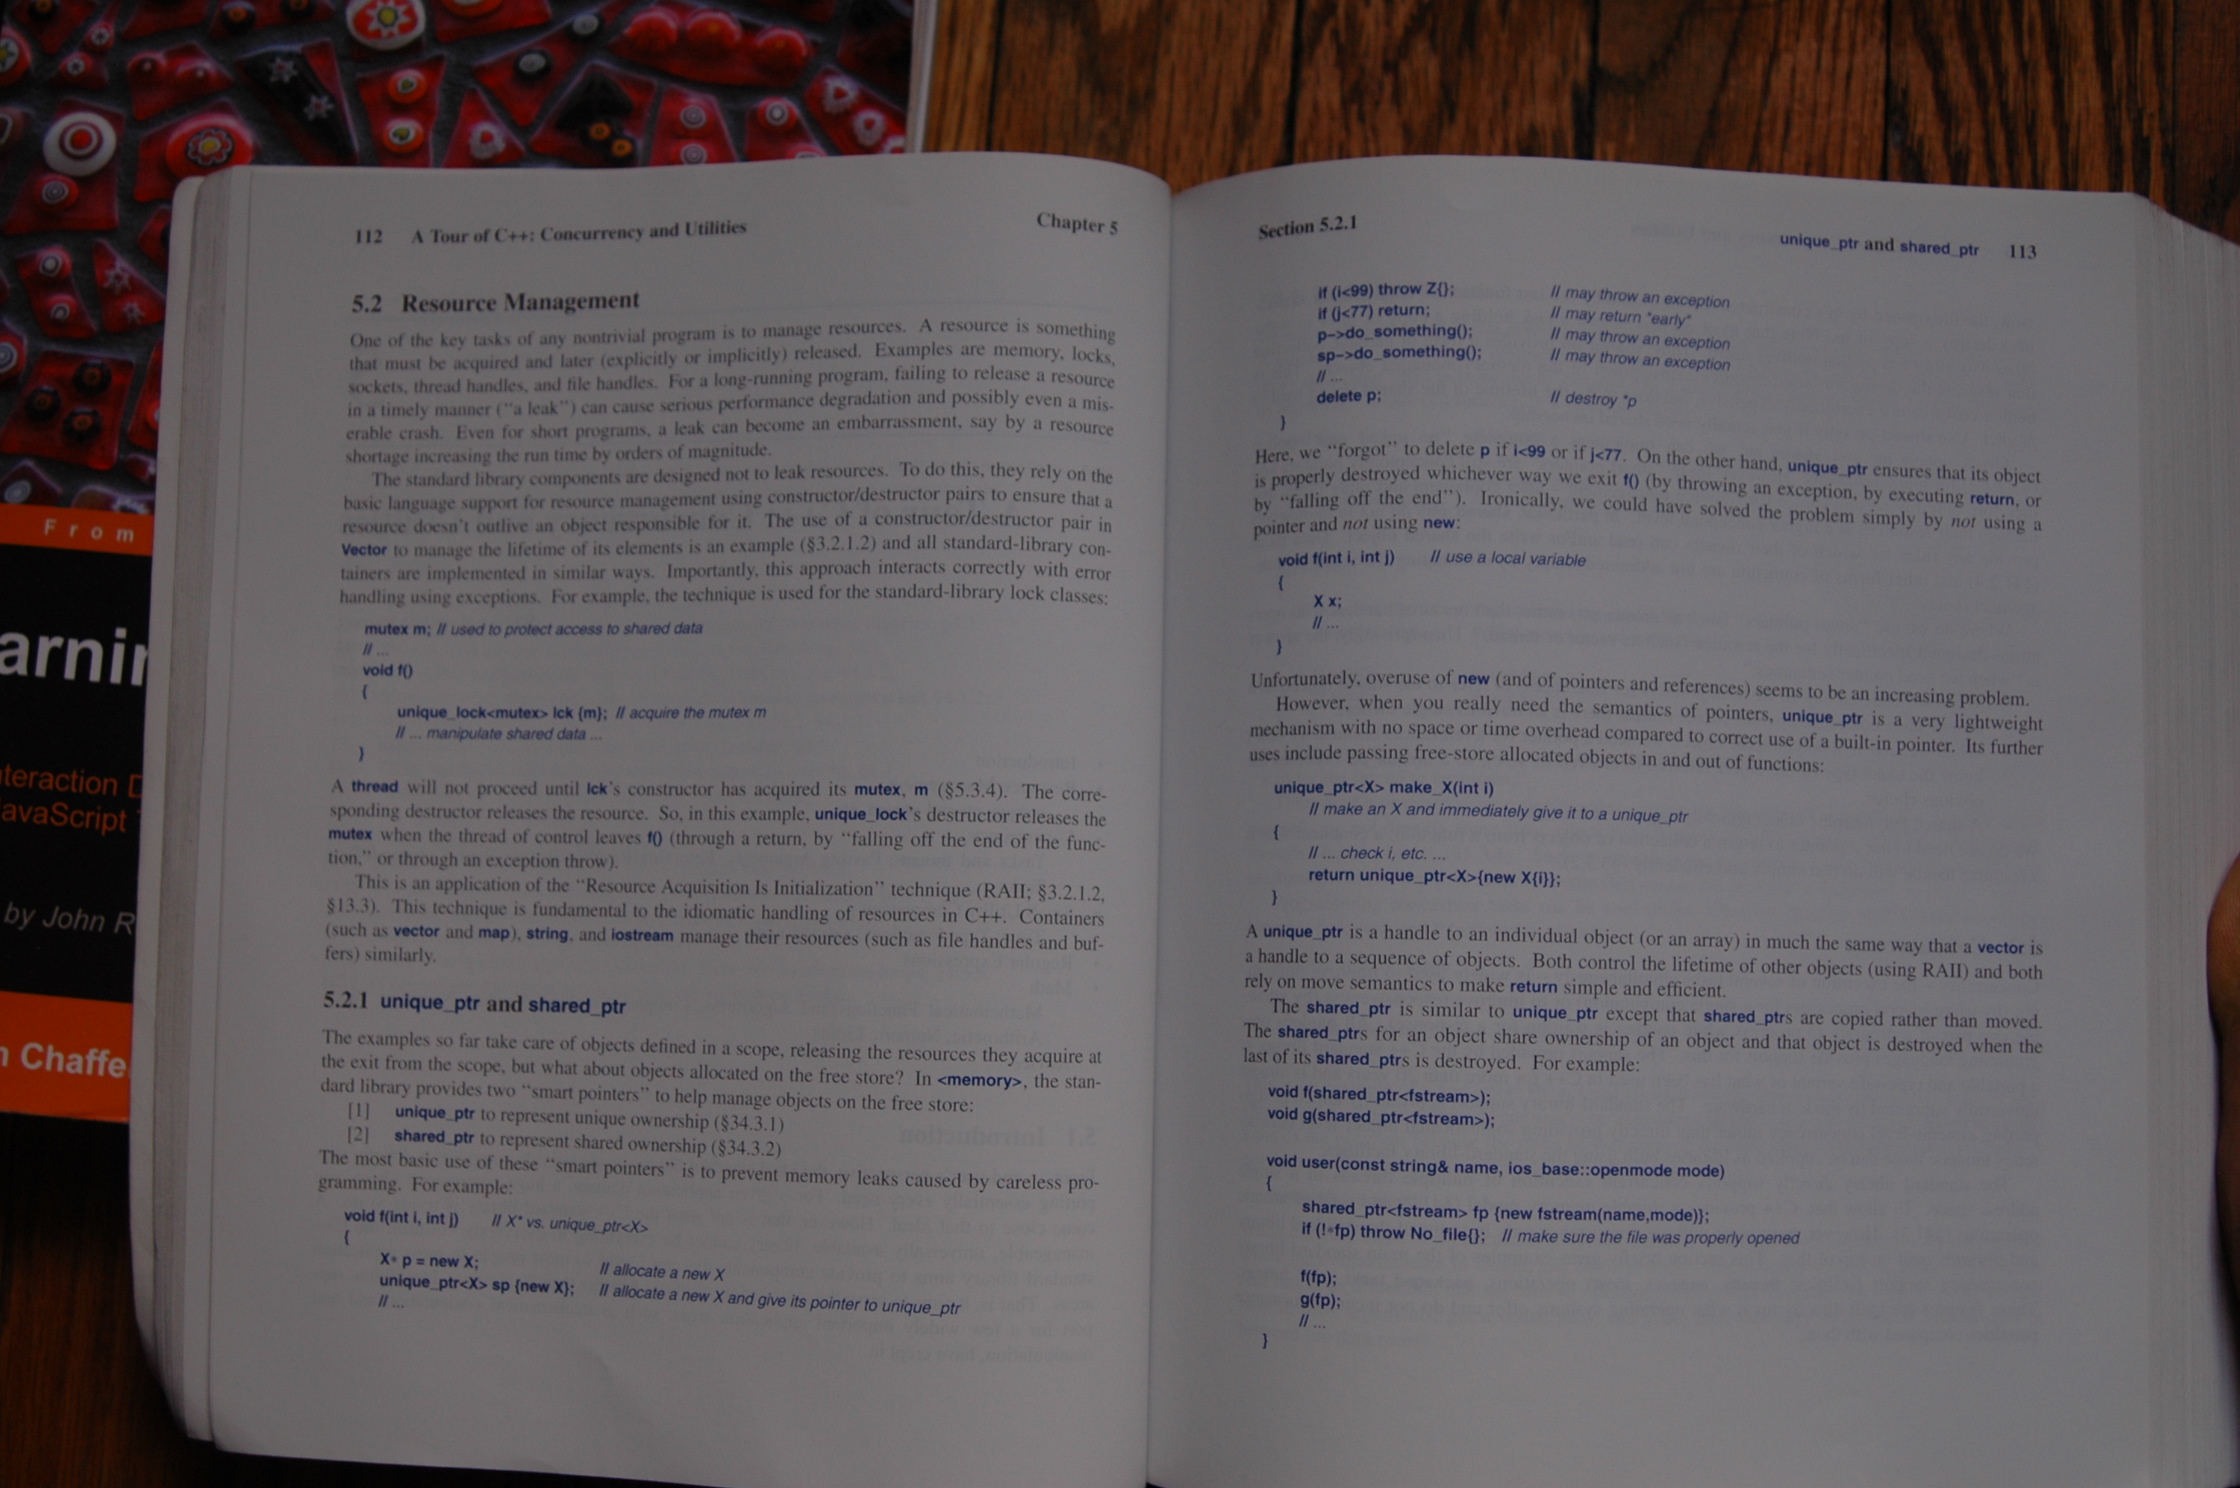 From
arnin
teraction D
avaScript
by John R
n Chaffe
112 A Tour of C++: Concurrency and Utilities Chapter 5
5.2 Resource Management
One of the key tasks of any nontrivial program is to manage resources. A resource is something
that must be acquired and later (explicitly or implicitly) released. Examples are memory, locks,
sockets, thread handles, and file handles. For a long-running program, failing to release a resource
in a timely manner (“a leak”) can cause serious performance degradation and possibly even a mis-
erable crash. Even for short programs, a leak can become an embarrassment, say by a resource
shortage increasing the run time by orders of magnitude.
The standard library components are designed not to leak resources. To do this, they rely on the
basic language support for resource management using constructor/destructor pairs to ensure that a
resource doesn't outlive an object responsible for it. The use of a constructor/destructor pair in
Vector to manage the lifetime of its elements is an example (§3.2.1.2) and all standard-library con-
tainers are implemented in similar ways. Importantly, this approach interacts correctly with error
handling using exceptions. For example, the technique is used for the standard-library lock classes:
mutex m; // used to protect access to shared data
// ...
void f()
{
unique_lock<mutex> lck {m}; // acquire the mutex m
// ... manipulate shared data ...
}
A thread will not proceed until lck's constructor has acquired its mutex, m (§5.3.4). The corre-
sponding destructor releases the resource. So, in this example, unique_lock's destructor releases the
mutex when the thread of control leaves f() (through a return, by “falling off the end of the func-
tion,” or through an exception throw).
This is an application of the “Resource Acquisition Is Initialization” technique (RAII; §3.2.1.2,
§13.3). This technique is fundamental to the idiomatic handling of resources in C++. Containers
(such as vector and map), string, and iostream manage their resources (such as file handles and buf-
fers) similarly.
5.2.1 unique_ptr and shared_ptr
The examples so far take care of objects defined in a scope, releasing the resources they acquire at
the exit from the scope, but what about objects allocated on the free store? In <memory>, the stan-
dard library provides two “smart pointers” to help manage objects on the free store:
[1] unique_ptr to represent unique ownership (§34.3.1)
[2] shared_ptr to represent shared ownership (§34.3.2)
The most basic use of these “smart pointers” is to prevent memory leaks caused by careless pro-
gramming. For example:
void f(int i, int j) // X* vs. unique_ptr<X>
{
X* p = new X; // allocate a new X
unique_ptr<X> sp {new X}; // allocate a new X and give its pointer to unique_ptr
// ...
Section 5.2.1 unique_ptr and shared_ptr 113
if (i<99) throw Z{}; // may throw an exception
if (j<77) return; // may return "early"
p->do_something(); // may throw an exception
sp->do_something(); // may throw an exception
// ...
delete p; // destroy *p
}
Here, we “forgot” to delete p if i<99 or if j<77. On the other hand, unique_ptr ensures that its object
is properly destroyed whichever way we exit f() (by throwing an exception, by executing return, or
by “falling off the end”). Ironically, we could have solved the problem simply by not using a
pointer and not using new:
void f(int i, int j) // use a local variable
{
X x;
// ...
}
Unfortunately, overuse of new (and of pointers and references) seems to be an increasing problem.
However, when you really need the semantics of pointers, unique_ptr is a very lightweight
mechanism with no space or time overhead compared to correct use of a built-in pointer. Its further
uses include passing free-store allocated objects in and out of functions:
unique_ptr<X> make_X(int i)
// make an X and immediately give it to a unique_ptr
{
// ... check i, etc. ...
return unique_ptr<X>{new X{i}};
}
A unique_ptr is a handle to an individual object (or an array) in much the same way that a vector is
a handle to a sequence of objects. Both control the lifetime of other objects (using RAII) and both
rely on move semantics to make return simple and efficient.
The shared_ptr is similar to unique_ptr except that shared_ptrs are copied rather than moved.
The shared_ptrs for an object share ownership of an object and that object is destroyed when the
last of its shared_ptrs is destroyed. For example:
void f(shared_ptr<fstream>);
void g(shared_ptr<fstream>);
void user(const string& name, ios_base::openmode mode)
{
shared_ptr<fstream> fp {new fstream(name,mode)};
if (!*fp) throw No_file{}; // make sure the file was properly opened
f(fp);
g(fp);
// ...
}